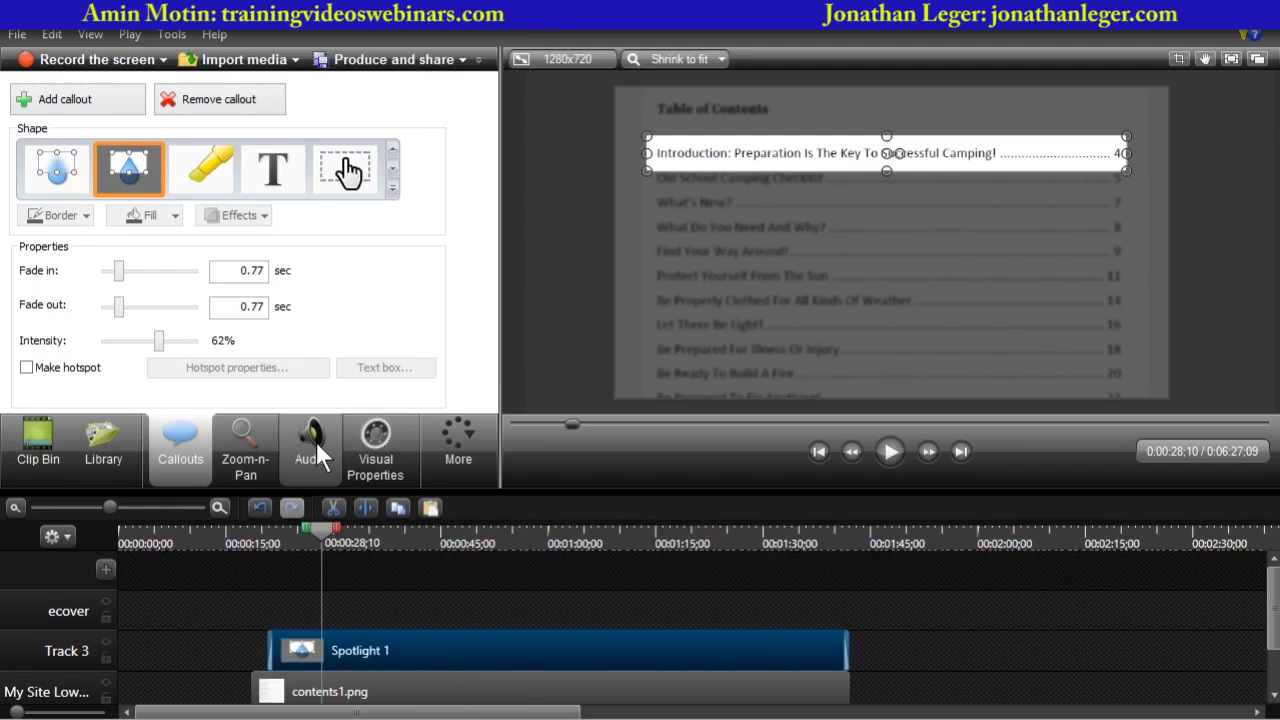 Amin Motin: trainingvideoswebinars.com
Jonathan Leger: jonathanleger.com
File Edit View Play Tools Help
Record the screen Import media Produce and share
1280x720 Shrink to fit
Add callout Remove callout
Shape
T
Border Fill Effects
Properties
Fade in: 0.77 sec
Fade out: 0.77 sec
Intensity: 62%
Make hotspot Hotspot properties... Text box...
Table of Contents
Introduction: Preparation Is The Key To Successful Camping! 4
Old School Camping Checklist 5
What's New? 7
What Do You Need And Why? 8
Find Your Way Around! 9
Protect Yourself From The Sun 11
Be Properly Clothed For All Kinds Of Weather 14
Let There Be Light! 16
Be Prepared For Illness Or Injury 18
Be Ready To Build A Fire 20
Clip Bin Library Callouts Zoom-n-Pan Visual Properties More
0:00:28;10 / 0:06:27;09
00:00:00;00 00:00:15;00 00:00:28;10 00:00:45;00 00:01:00;00 00:01:15;00 00:01:30;00 00:01:45;00 00:02:00;00 00:02:15;00 00:02:30;00
ecover
Track 3 Spotlight 1
My Site Low... contents1.png